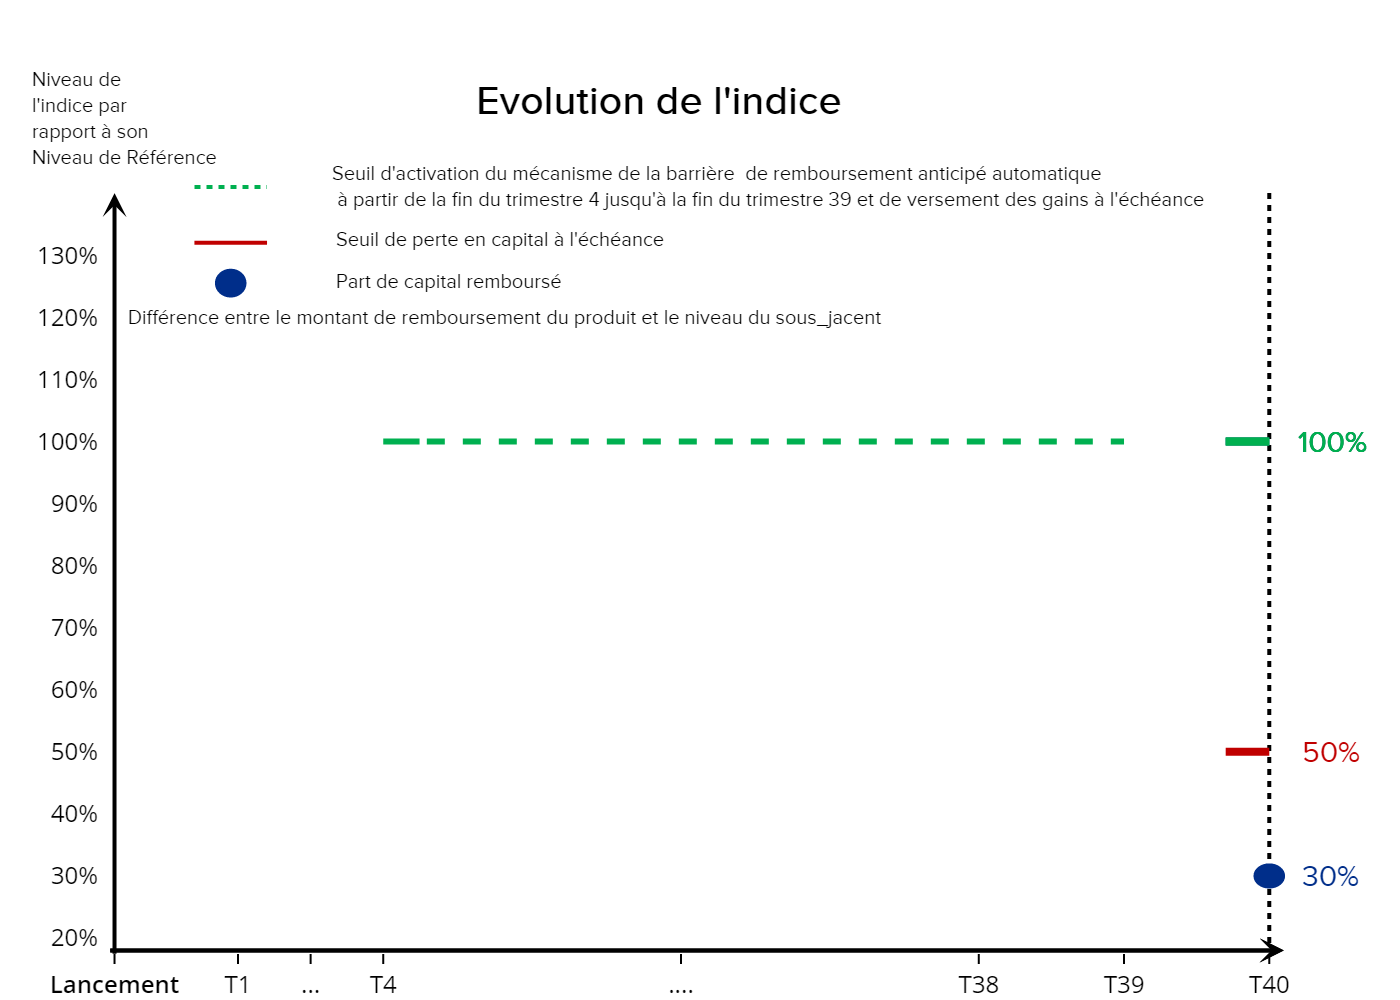 Niveau de
l'indice par
rapport à son
Niveau de Référence
Evolution de l'indice
Seuil d'activation du mécanisme de la barrière  de remboursement anticipé automatique
à partir de la fin du trimestre 4 jusqu'à la fin du trimestre 39 et de versement des gains à l'échéance
Seuil de perte en capital à l'échéance
Part de capital remboursé
Différence entre le montant de remboursement du produit et le niveau du sous_jacent
130%
120%
110%
100%
90%
80%
70%
60%
50%
40%
30%
20%
100%
50%
30%
Lancement
T1
...
T4
....
T38
T39
T40